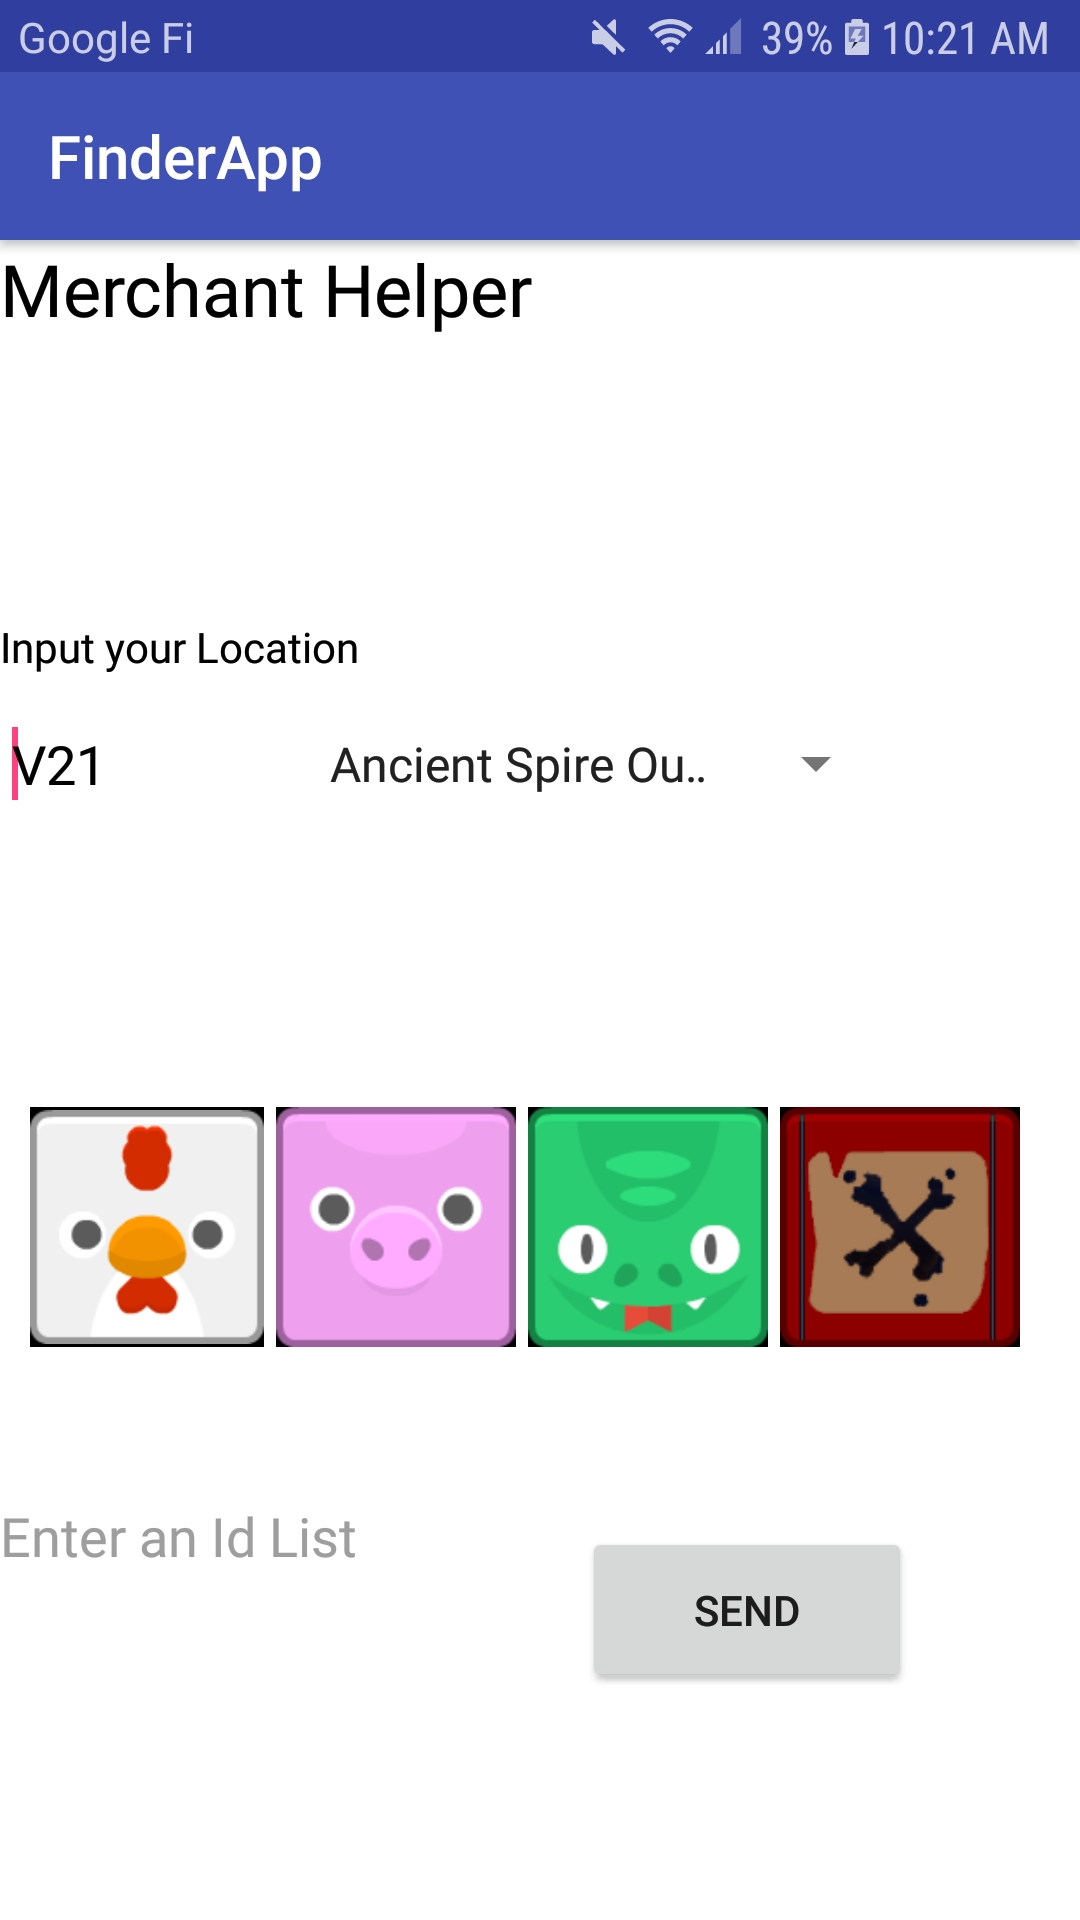 Google Fi 39% 10:21 AM
FinderApp
Merchant Helper
Input your Location
V21 Ancient Spire Ou..
Enter an Id List
SEND